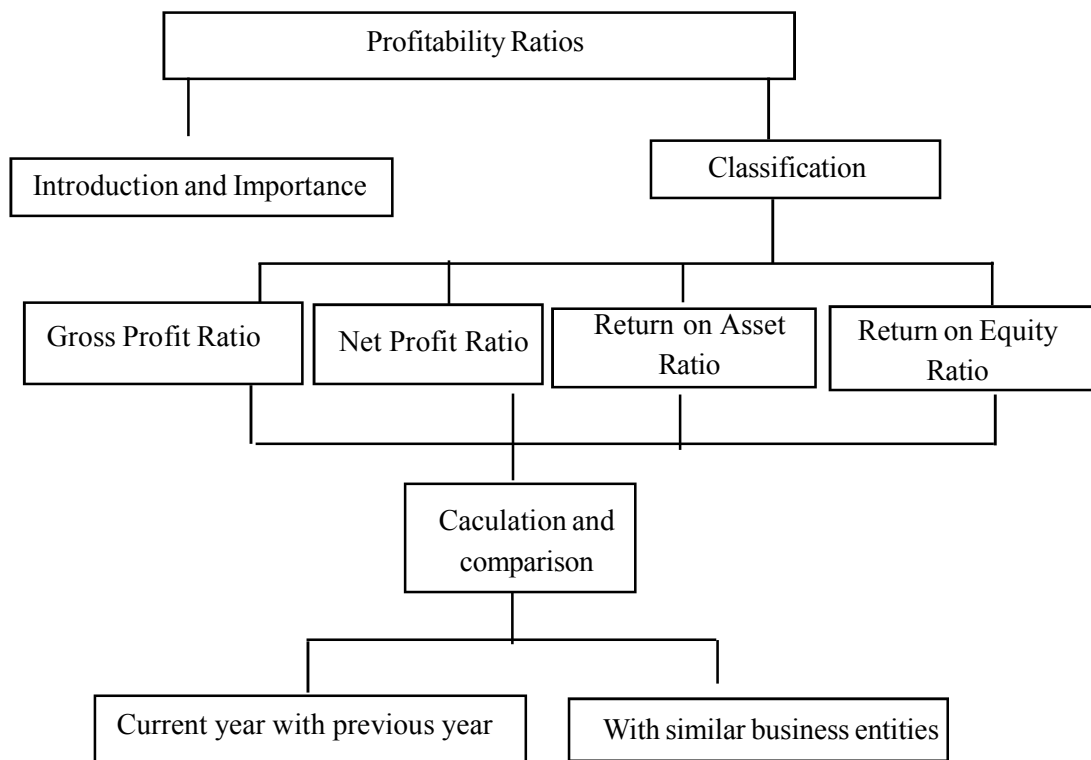 Profitability Ratios
Introduction and Importance
Classification
Gross Profit Ratio
Net Profit Ratio
Return on Asset
Ratio
Return on Equity
Ratio
Caculation and
comparison
Current year with previous year
With similar business entities